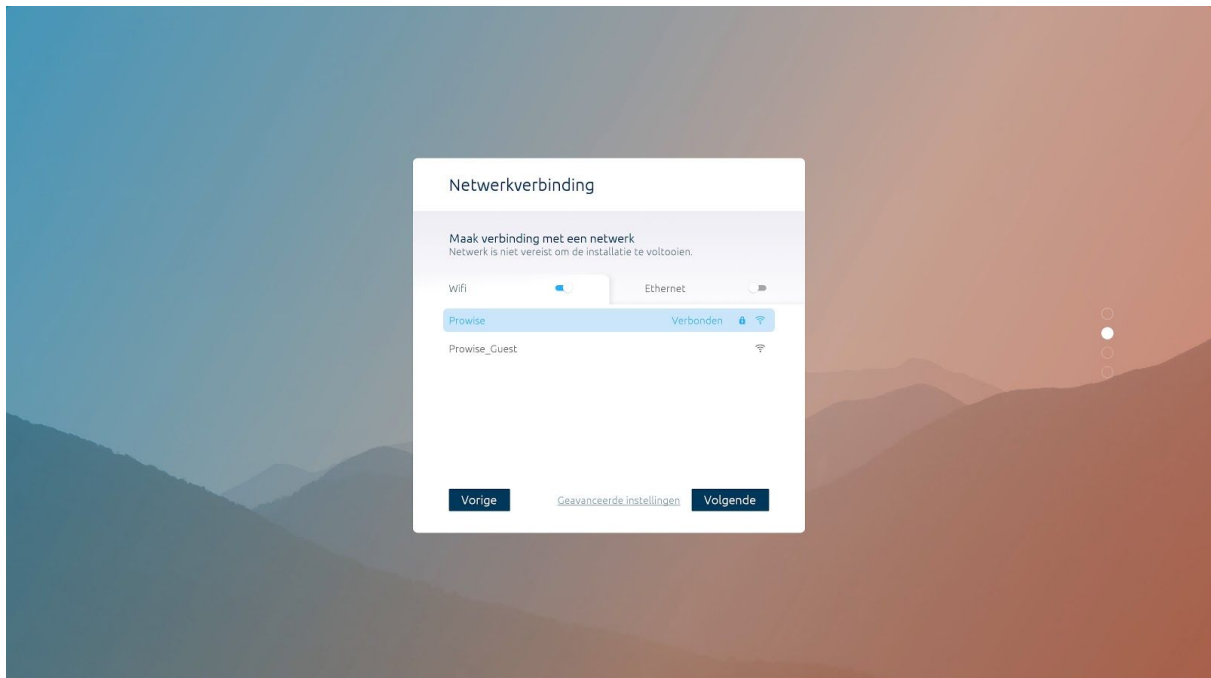 Netwerkverbinding
Maak verbinding met een netwerk
Netwerk is niet vereist om de installatie te voltooien.
Wifi Ethernet
Prowise Verbonden
Prowise_Guest
Vorige Geavanceerde instellingen Volgende